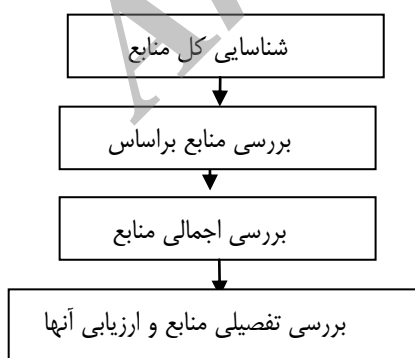 شناسایی کل منابع
بررسی منابع براساس
بررسی اجمالی منابع
بررسی تفصیلی منابع و ارزیابی آنها